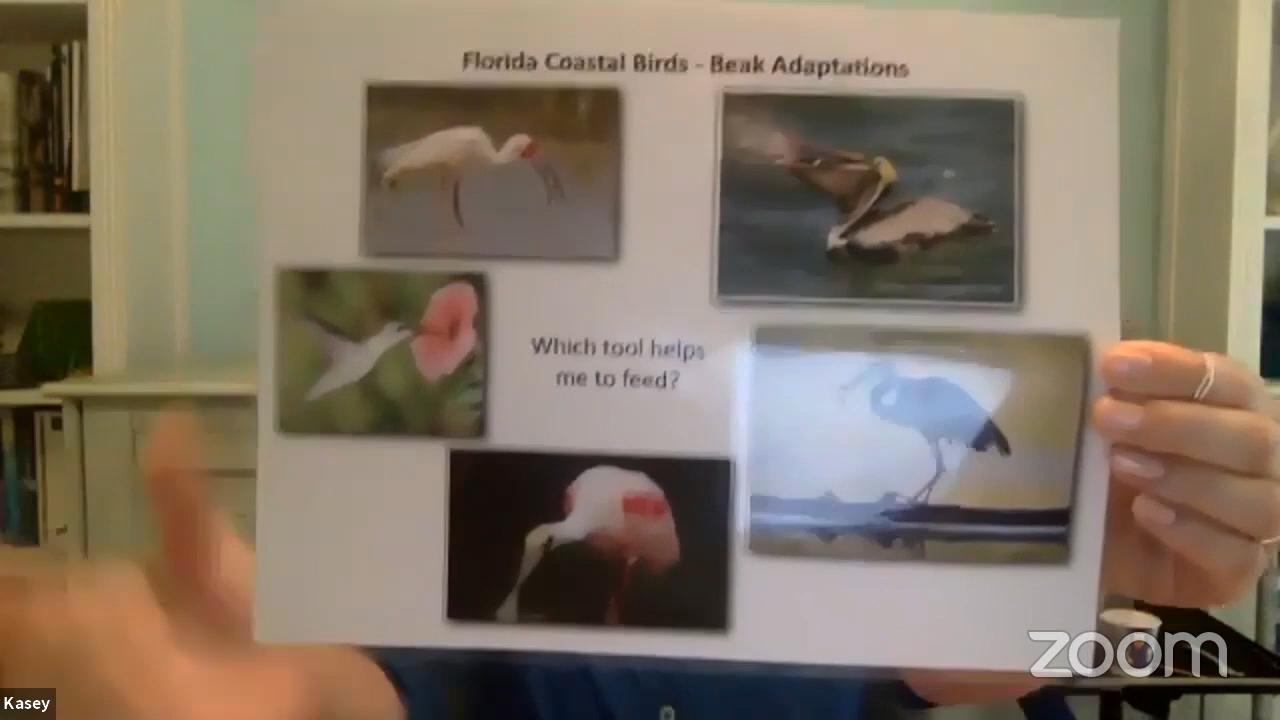 Florida Coastal Birds - Beak Adaptations
Which tool helps
me to feed?
zoom
Kasey